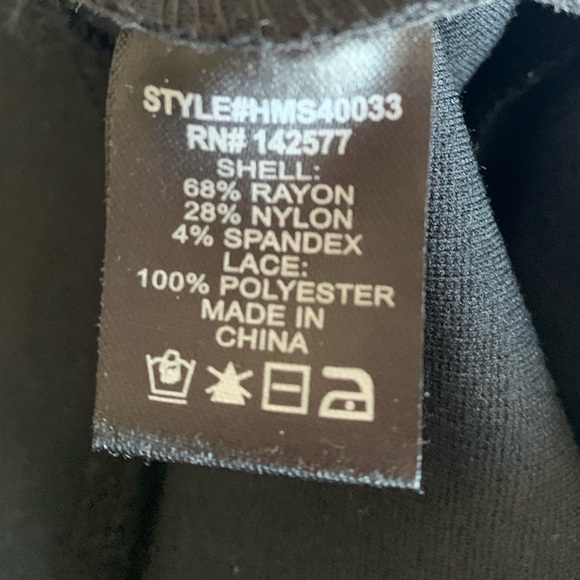 STYLE#HMS40033
RN# 142577
SHELL:
68% RAYON
28% NYLON
4% SPANDEX
LACE:
100% POLYESTER
MADE IN
CHINA